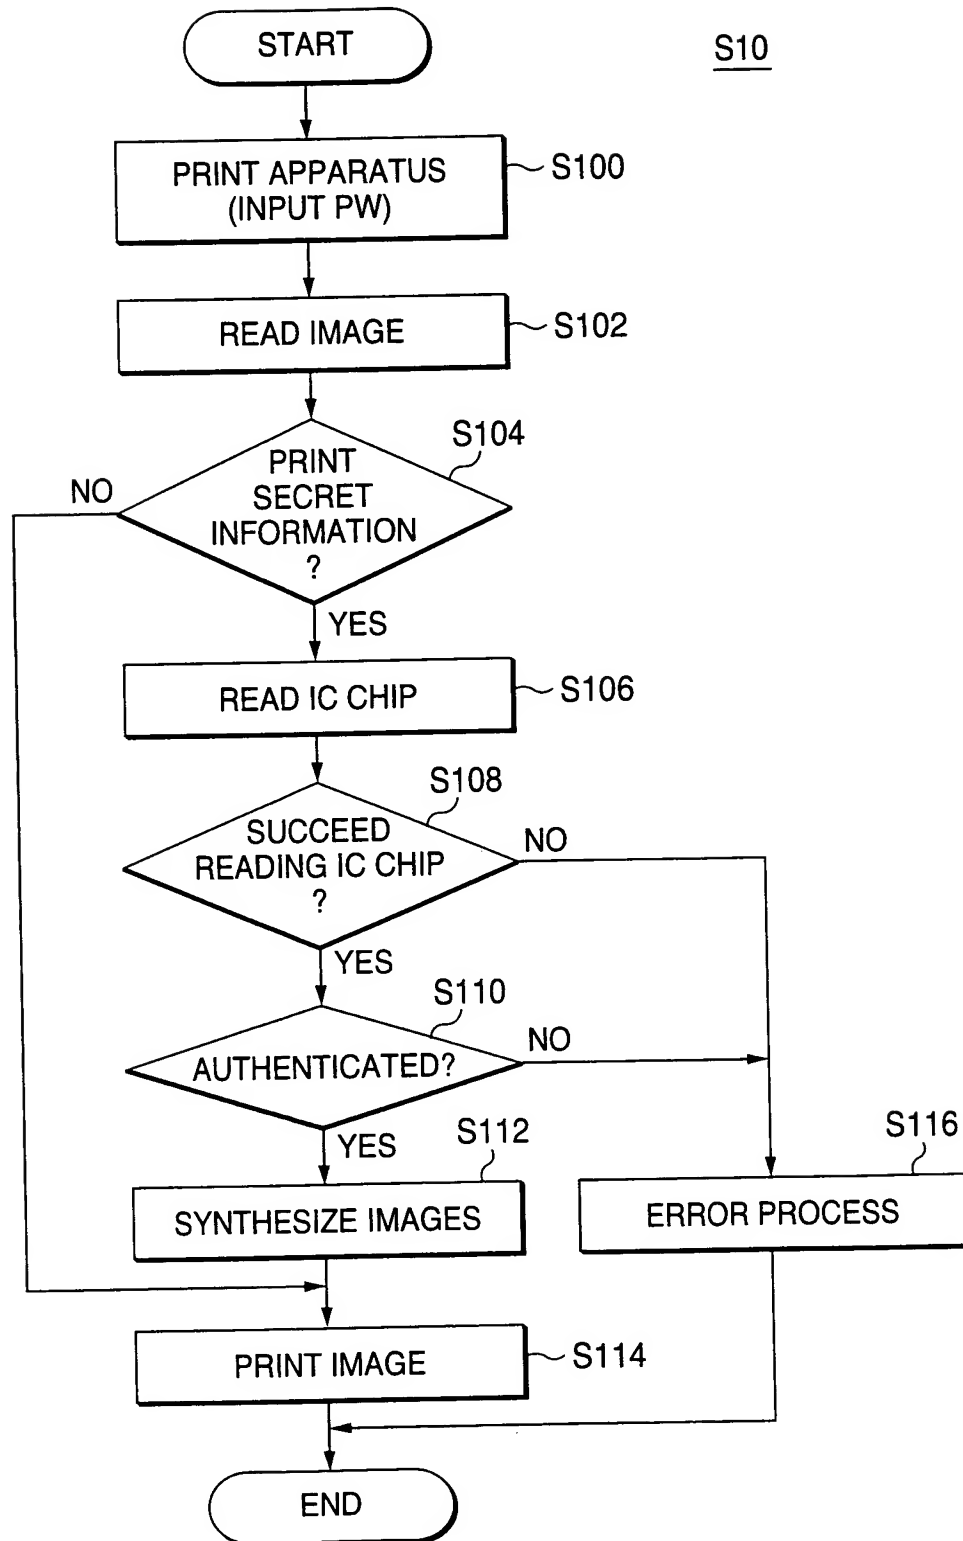 START
S10
PRINT APPARATUS
(INPUT PW)
S100
READ IMAGE
S102
S104
PRINT
SECRET
INFORMATION
?
NO
YES
READ IC CHIP
S106
S108
SUCCEED
READING IC CHIP
?
NO
YES
S110
AUTHENTICATED?
NO
YES
S112
SYNTHESIZE IMAGES
S116
ERROR PROCESS
PRINT IMAGE
S114
END